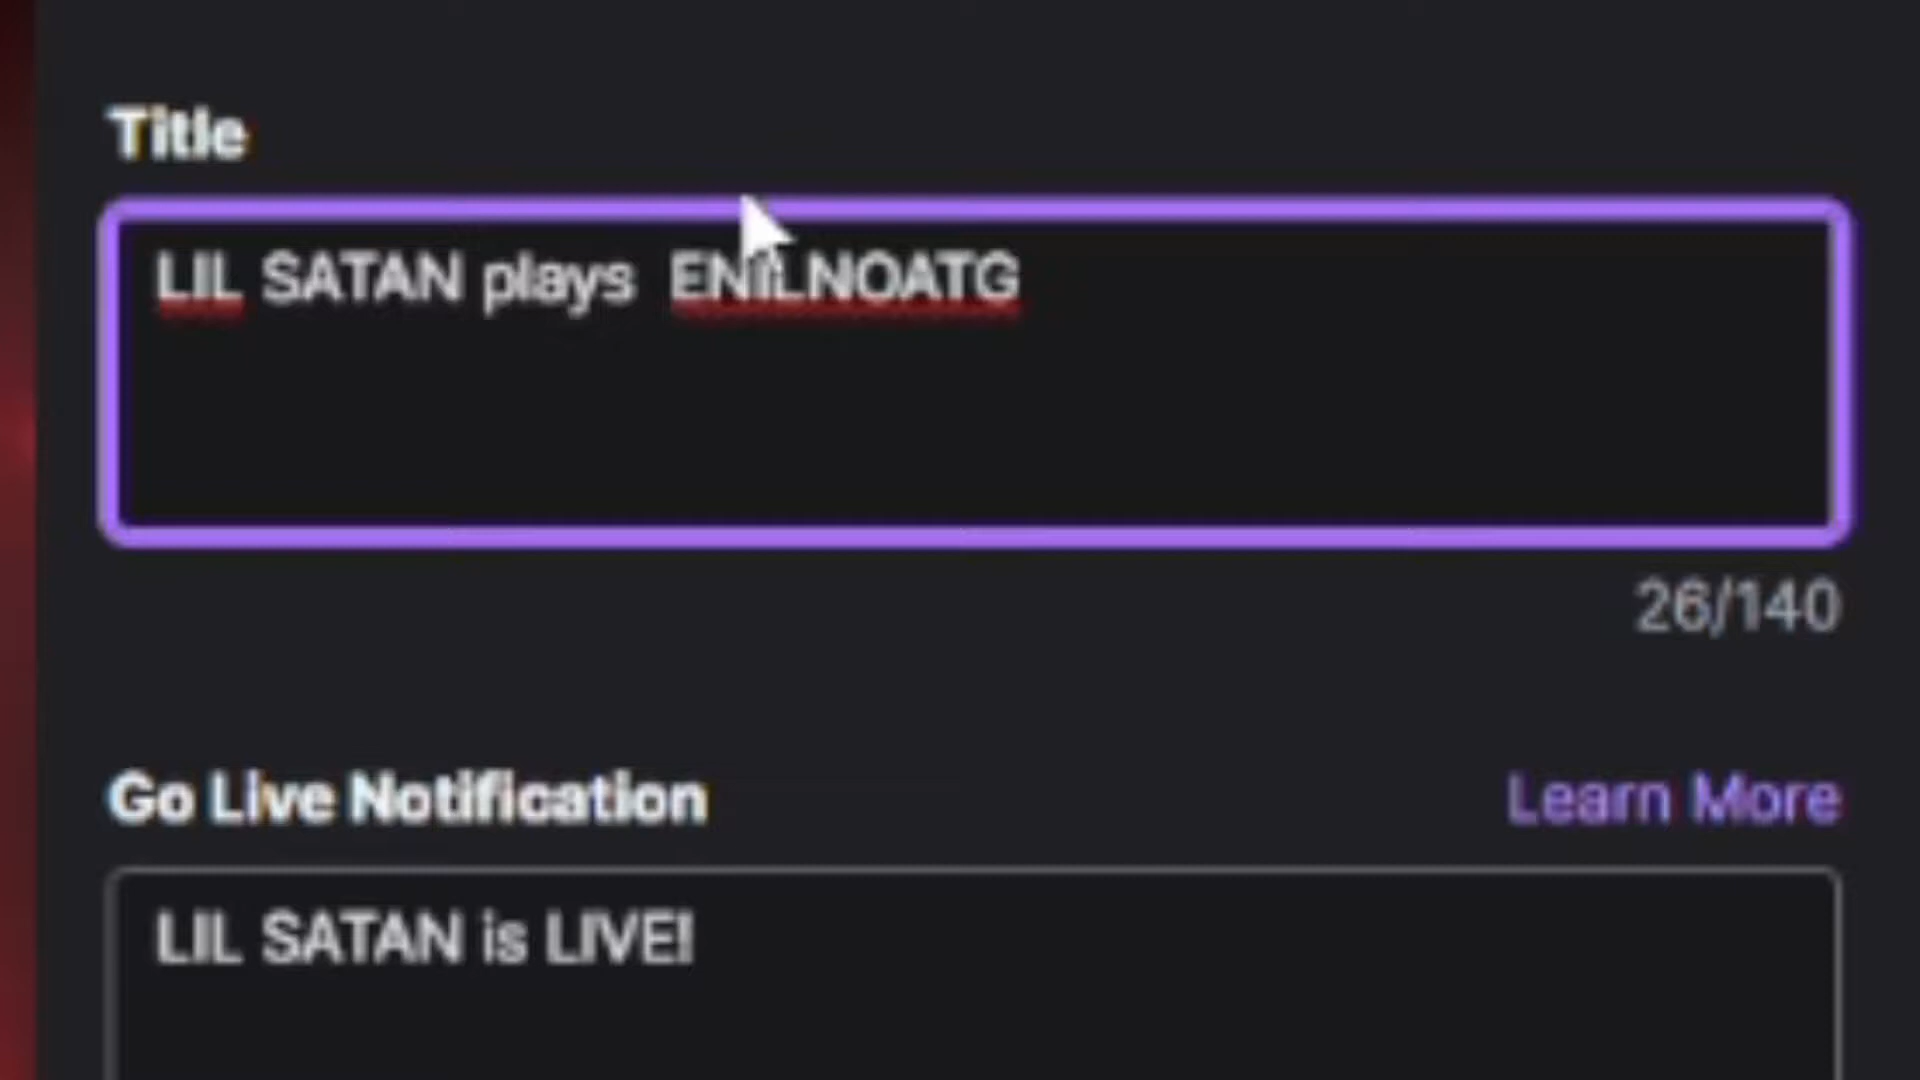 Title
LIL SATAN plays  ENILNOATG
26/140
Go Live Notification
Learn More
LIL SATAN is LIVE!